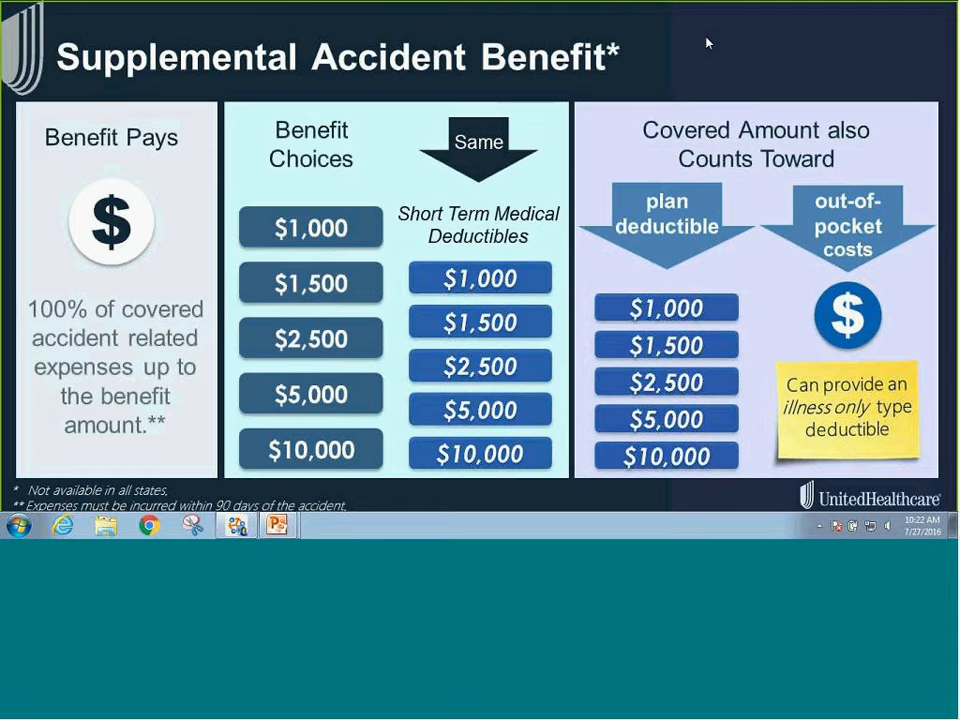 Supplemental Accident Benefit*
Benefit Pays
$
100% of covered
accident related
expenses up to
the benefit
amount.**
Benefit
Choices
$1,000
$1,500
$2,500
$5,000
$10,000
Same
Short Term Medical
Deductibles
$1,000
$1,500
$2,500
$5,000
$10,000
Covered Amount also
Counts Toward
plan
deductible
$1,000
$1,500
$2,500
$5,000
$10,000
out-of-
pocket
costs
$
Can provide an
illness only type
deductible
* Not available in all states.
** Expenses must be incurred within 90 days of the accident.
UnitedHealthcare
10:22 AM
7/27/2016